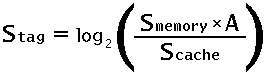 S_tag = log_2 ( (S_memory × A) / S_cache )